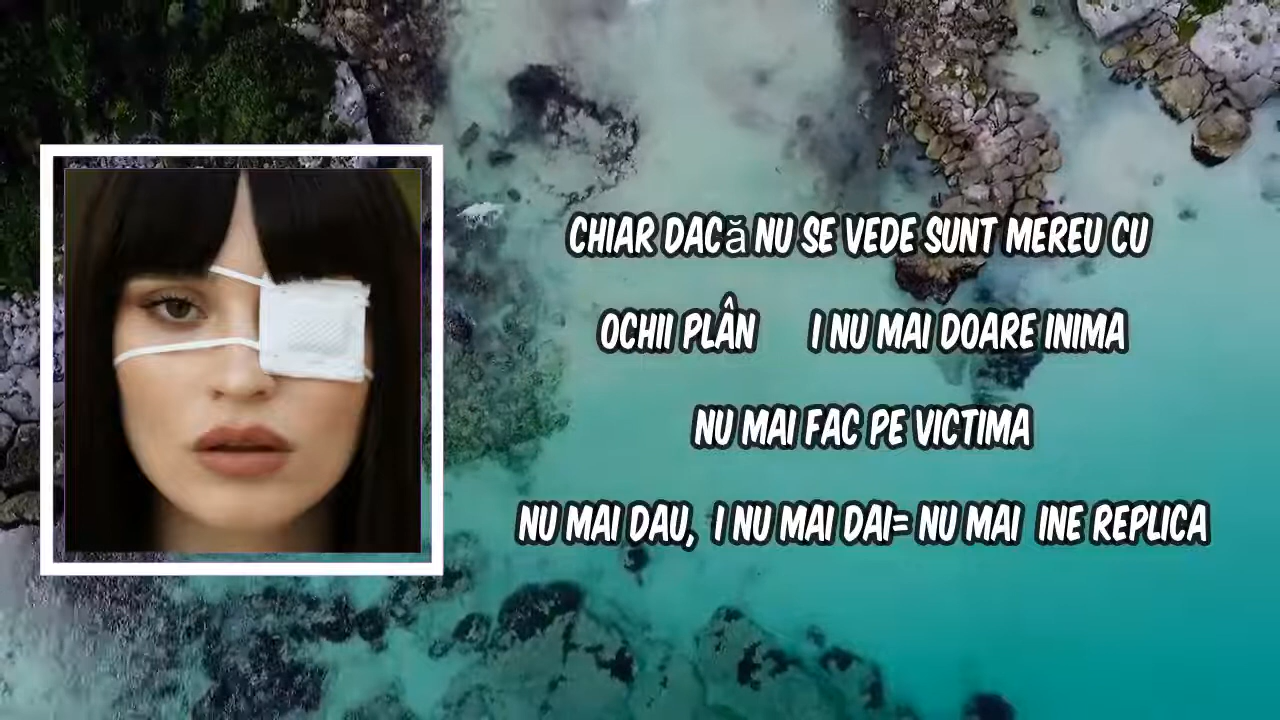 CHIAR DACă NU SE VEDE SUNT MEREU CU
OCHII PLÂN I NU MAI DOARE INIMA
NU MAI FAC PE VICTIMA
NU MAI DAU, I NU MAI DAI= NU MAI INE REPLICA